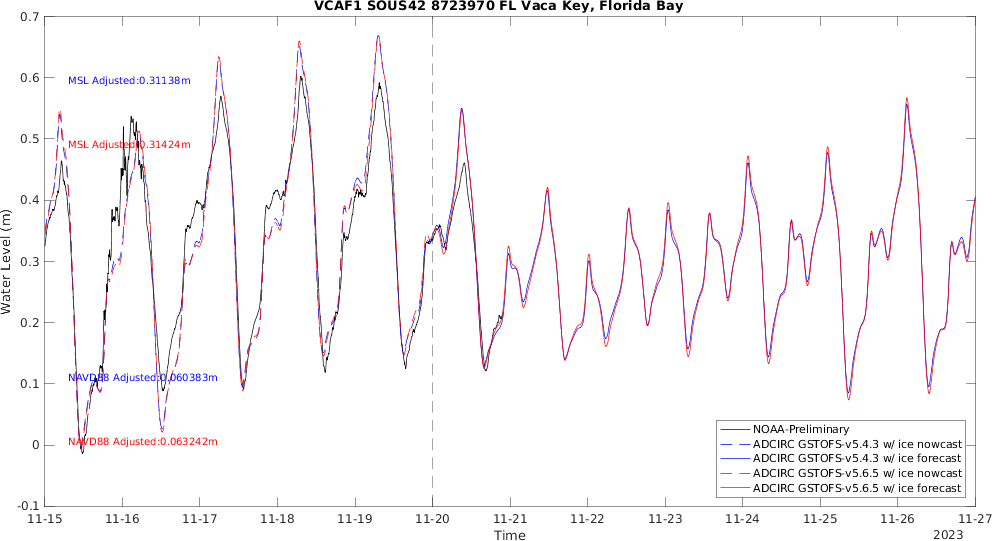 VCAF1 SOUS42 8723970 FL Vaca Key, Florida Bay
0.7
0.6
0.5
0.4
0.3
0.2
0.1
0
-0.1
Water Level (m)
MSL Adjusted:0.31138m
MSL Adjusted:0.31424m
NAVD88 Adjusted:0.060383m
NAVD88 Adjusted:0.063242m
NOAA-Preliminary
ADCIRC GSTOFS-v5.4.3 w/ ice nowcast
ADCIRC GSTOFS-v5.4.3 w/ ice forecast
ADCIRC GSTOFS-v5.6.5 w/ ice nowcast
ADCIRC GSTOFS-v5.6.5 w/ ice forecast
11-15 11-16 11-17 11-18 11-19 11-20 11-21 11-22 11-23 11-24 11-25 11-26 11-27
Time
2023